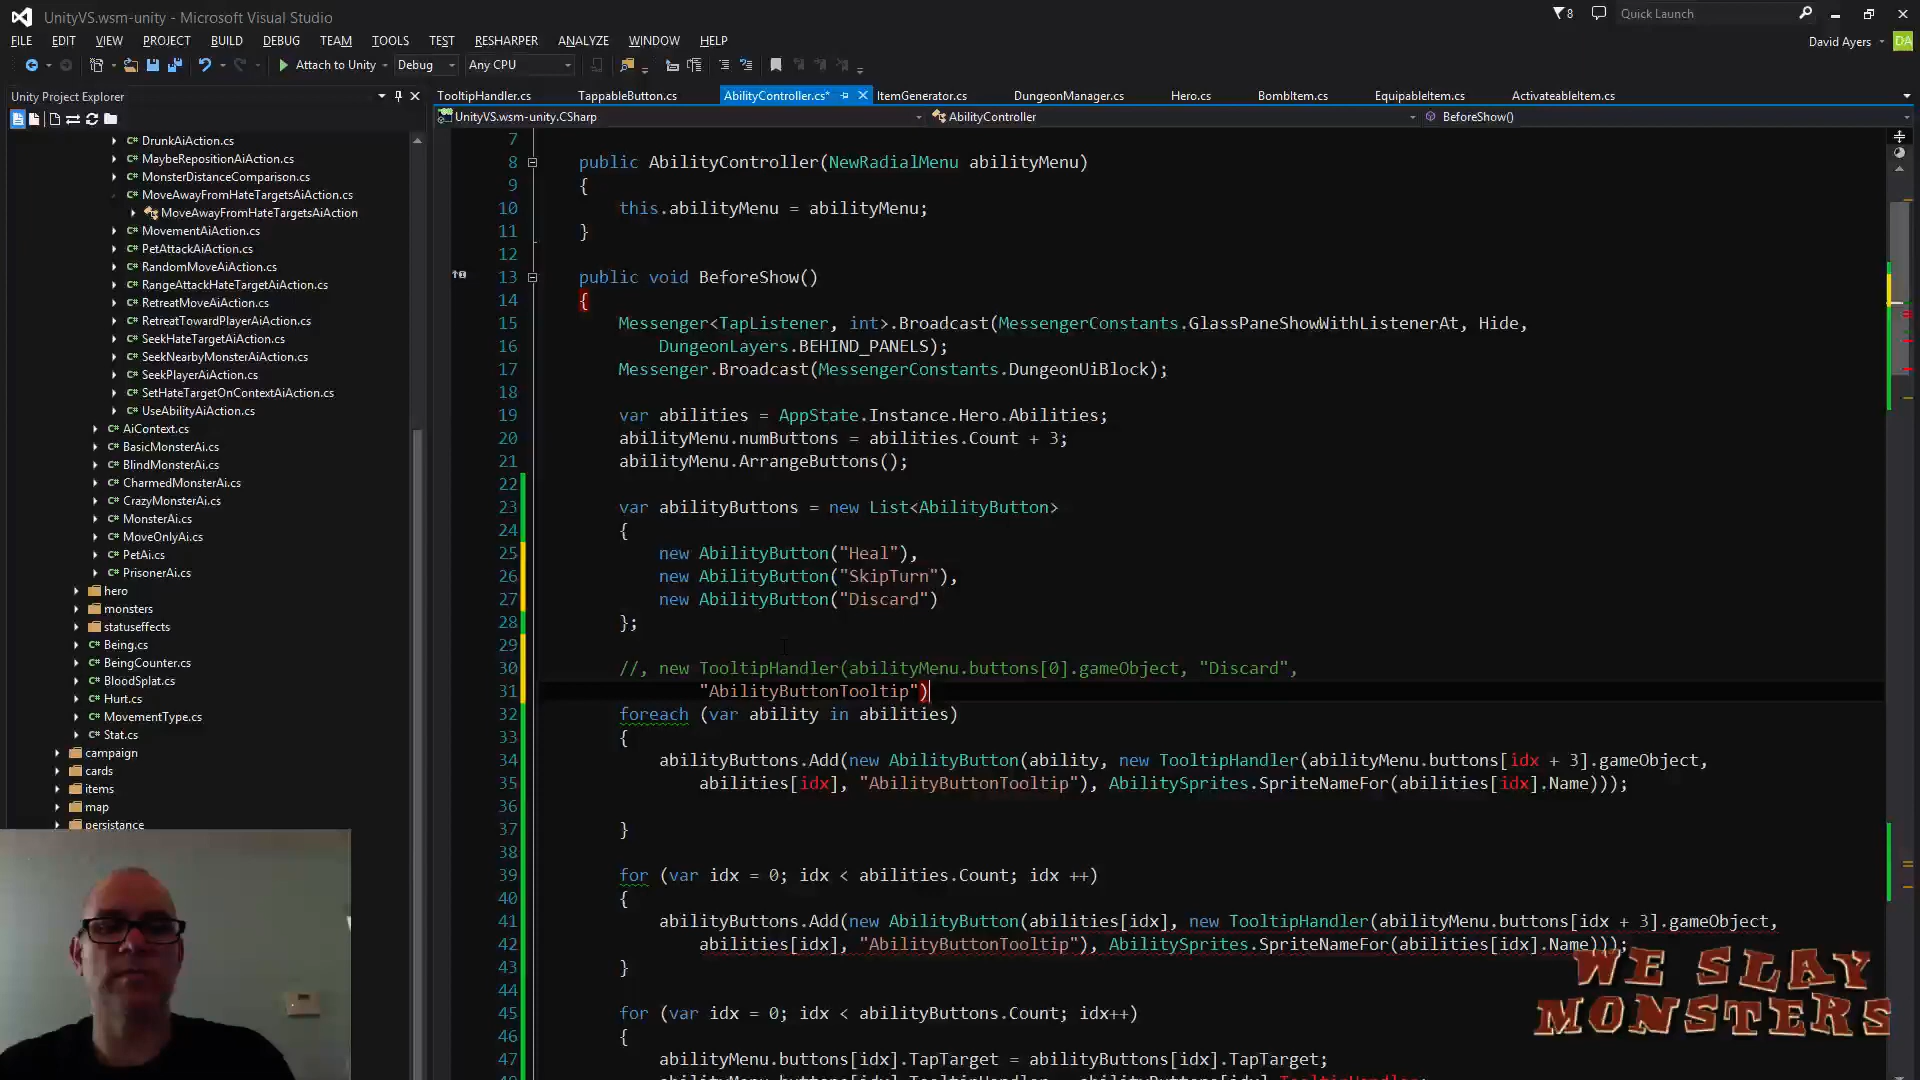 UnityVS.wsm-unity - Microsoft Visual Studio
8
Quick Launch
FILE EDIT VIEW PROJECT BUILD DEBUG TEAM TOOLS TEST RESHARPER ANALYZE WINDOW HELP
David Ayers DA
Attach to Unity Debug Any CPU
Unity Project Explorer
TooltipHandler.cs TappableButton.cs AbilityController.cs* ItemGenerator.cs DungeonManager.cs Hero.cs BombItem.cs EquipableItem.cs ActivateableItem.cs
UnityVS.wsm-unity.CSharp AbilityController BeforeShow()
DrunkAiAction.cs
MaybeRepositionAiAction.cs
MonsterDistanceComparison.cs
MoveAwayFromHateTargetsAiAction.cs
MoveAwayFromHateTargetsAiAction
MovementAiAction.cs
PetAttackAiAction.cs
RandomMoveAiAction.cs
RangeAttackHateTargetAiAction.cs
RetreatMoveAiAction.cs
RetreatTowardPlayerAiAction.cs
SeekHateTargetAiAction.cs
SeekNearbyMonsterAiAction.cs
SeekPlayerAiAction.cs
SetHateTargetOnContextAiAction.cs
UseAbilityAiAction.cs
AiContext.cs
BasicMonsterAi.cs
BlindMonsterAi.cs
CharmedMonsterAi.cs
CrazyMonsterAi.cs
MonsterAi.cs
MoveOnlyAi.cs
PetAi.cs
PrisonerAi.cs
hero
monsters
statuseffects
Being.cs
BeingCounter.cs
BloodSplat.cs
Hurt.cs
MovementType.cs
Stat.cs
campaign
cards
items
map
persistance
7
8 public AbilityController(NewRadialMenu abilityMenu)
9 {
10 this.abilityMenu = abilityMenu;
11 }
12
13 public void BeforeShow()
14 {
15 Messenger<TapListener, int>.Broadcast(MessengerConstants.GlassPaneShowWithListenerAt, Hide,
16 DungeonLayers.BEHIND_PANELS);
17 Messenger.Broadcast(MessengerConstants.DungeonUiBlock);
18
19 var abilities = AppState.Instance.Hero.Abilities;
20 abilityMenu.numButtons = abilities.Count + 3;
21 abilityMenu.ArrangeButtons();
22
23 var abilityButtons = new List<AbilityButton>
24 {
25 new AbilityButton("Heal"),
26 new AbilityButton("SkipTurn"),
27 new AbilityButton("Discard")
28 };
29
30 //, new TooltipHandler(abilityMenu.buttons[0].gameObject, "Discard",
31 "AbilityButtonTooltip")
32 foreach (var ability in abilities)
33 {
34 abilityButtons.Add(new AbilityButton(ability, new TooltipHandler(abilityMenu.buttons[idx + 3].gameObject,
35 abilities[idx], "AbilityButtonTooltip"), AbilitySprites.SpriteNameFor(abilities[idx].Name)));
36
37 }
38
39 for (var idx = 0; idx < abilities.Count; idx ++)
40 {
41 abilityButtons.Add(new AbilityButton(abilities[idx], new TooltipHandler(abilityMenu.buttons[idx + 3].gameObject,
42 abilities[idx], "AbilityButtonTooltip"), AbilitySprites.SpriteNameFor(abilities[idx].Name)));
43 }
44
45 for (var idx = 0; idx < abilityButtons.Count; idx++)
46 {
47 abilityMenu.buttons[idx].TapTarget = abilityButtons[idx].TapTarget;
WE SLAY
MONSTERS